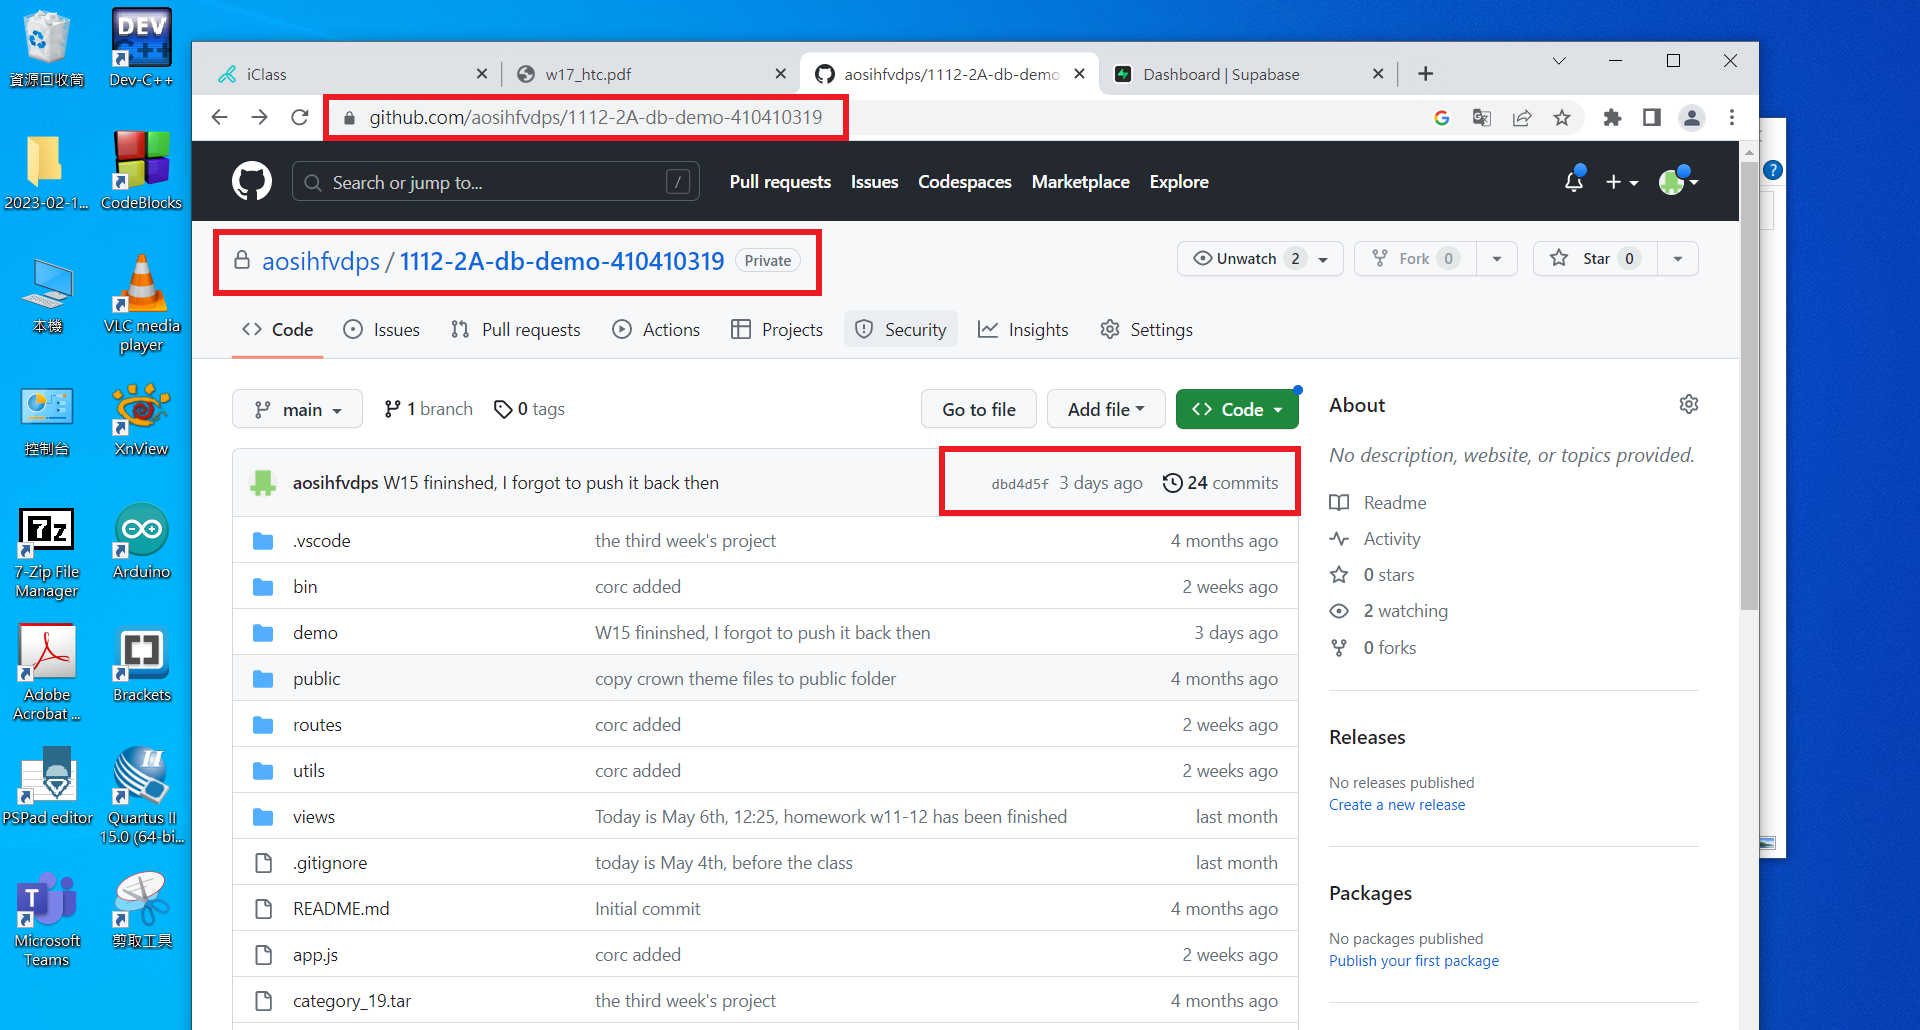 資源回收筒
DEV
C++
Dev-C++
2023-02-1...
CodeBlocks
本機
VLC media
player
控制台
XnView
7z
7-Zip File
Manager
Arduino
Adobe
Acrobat ...
Brackets
PSPad editor
II
Quartus II
15.0 (64-bi...
T
Microsoft
Teams
剪取工具
iClass
w17_htc.pdf
aosihfvdps/1112-2A-db-demo
Dashboard | Supabase
github.com/aosihfvdps/1112-2A-db-demo-410410319
Search or jump to...
/
Pull requests
Issues
Codespaces
Marketplace
Explore
aosihfvdps / 1112-2A-db-demo-410410319 Private
Unwatch 2
Fork 0
Star 0
Code
Issues
Pull requests
Actions
Projects
Security
Insights
Settings
main
1 branch
0 tags
Go to file
Add file
Code
aosihfvdps W15 fininshed, I forgot to push it back then
dbd4d5f 3 days ago 24 commits
.vscode the third week's project 4 months ago
bin corc added 2 weeks ago
demo W15 fininshed, I forgot to push it back then 3 days ago
public copy crown theme files to public folder 4 months ago
routes corc added 2 weeks ago
utils corc added 2 weeks ago
views Today is May 6th, 12:25, homework w11-12 has been finished last month
.gitignore today is May 4th, before the class last month
README.md Initial commit 4 months ago
app.js corc added 2 weeks ago
category_19.tar the third week's project 4 months ago
About
No description, website, or topics provided.
Readme
Activity
0 stars
2 watching
0 forks
Releases
No releases published
Create a new release
Packages
No packages published
Publish your first package